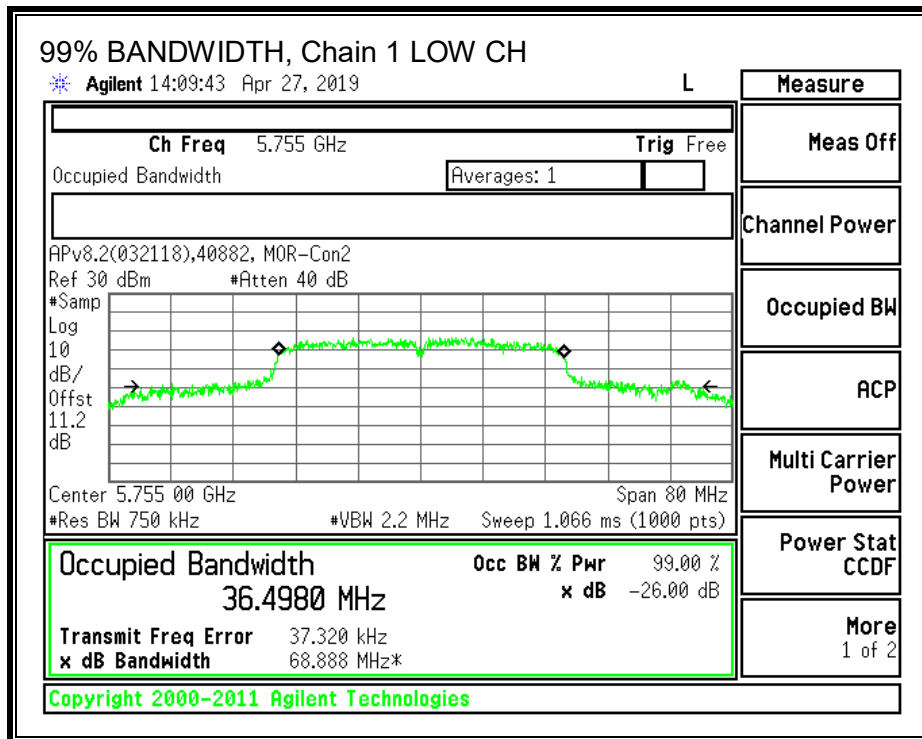 99% BANDWIDTH, Chain 1 LOW CH
Agilent 14:09:43 Apr 27, 2019 L
Measure
Ch Freq 5.755 GHz Trig Free
Occupied Bandwidth Averages: 1
Meas Off
Channel Power
APv8.2(032118),40882, MOR-Con2
Ref 30 dBm #Atten 40 dB
#Samp
Log
10
dB/
Offst
11.2
dB
Occupied BW
ACP
Multi Carrier
Power
Center 5.755 00 GHz Span 80 MHz
#Res BW 750 kHz #VBW 2.2 MHz Sweep 1.066 ms (1000 pts)
Occupied Bandwidth
36.4980 MHz
Occ BW % Pwr 99.00 %
x dB -26.00 dB
Transmit Freq Error 37.320 kHz
x dB Bandwidth 68.888 MHz*
Power Stat
CCDF
More
1 of 2
Copyright 2000-2011 Agilent Technologies